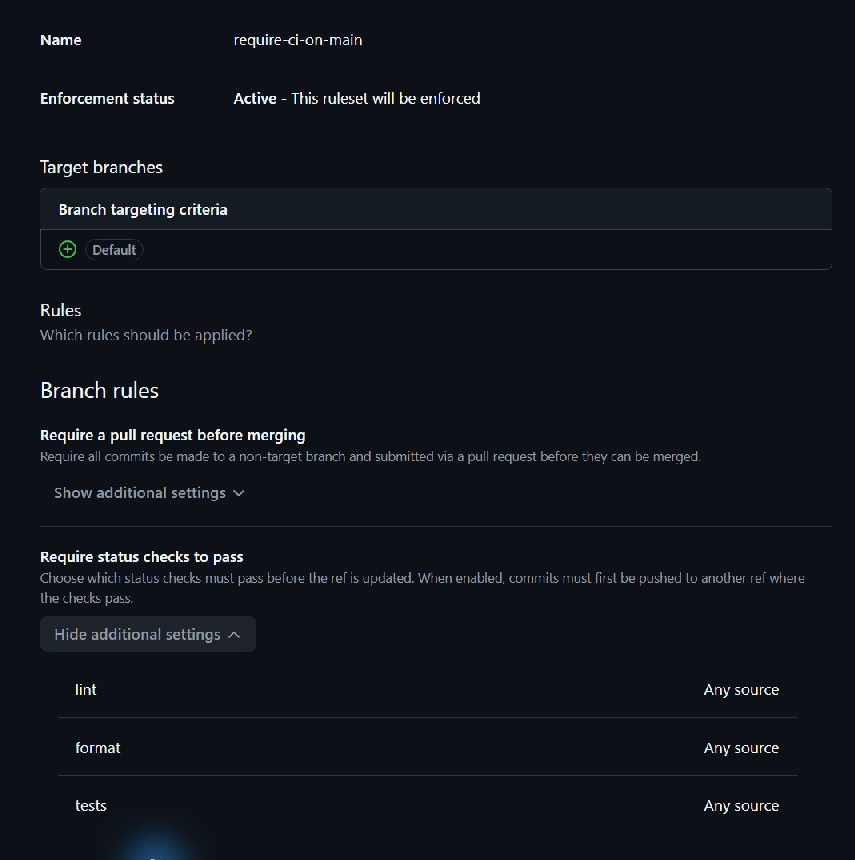 Name require-ci-on-main
Enforcement status Active - This ruleset will be enforced
Target branches
Branch targeting criteria
Default
Rules
Which rules should be applied?
Branch rules
Require a pull request before merging
Require all commits be made to a non-target branch and submitted via a pull request before they can be merged.
Show additional settings
Require status checks to pass
Choose which status checks must pass before the ref is updated. When enabled, commits must first be pushed to another ref where
the checks pass.
Hide additional settings
lint Any source
format Any source
tests Any source